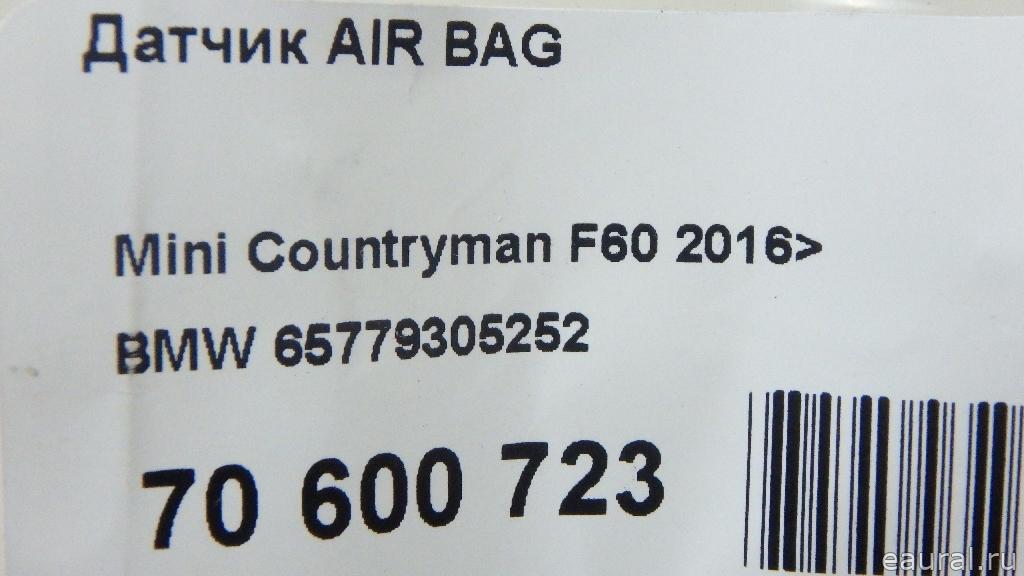 Датчик AIR BAG
Mini Countryman F60 2016>
BMW 65779305252
70 600 723
eaural.ru